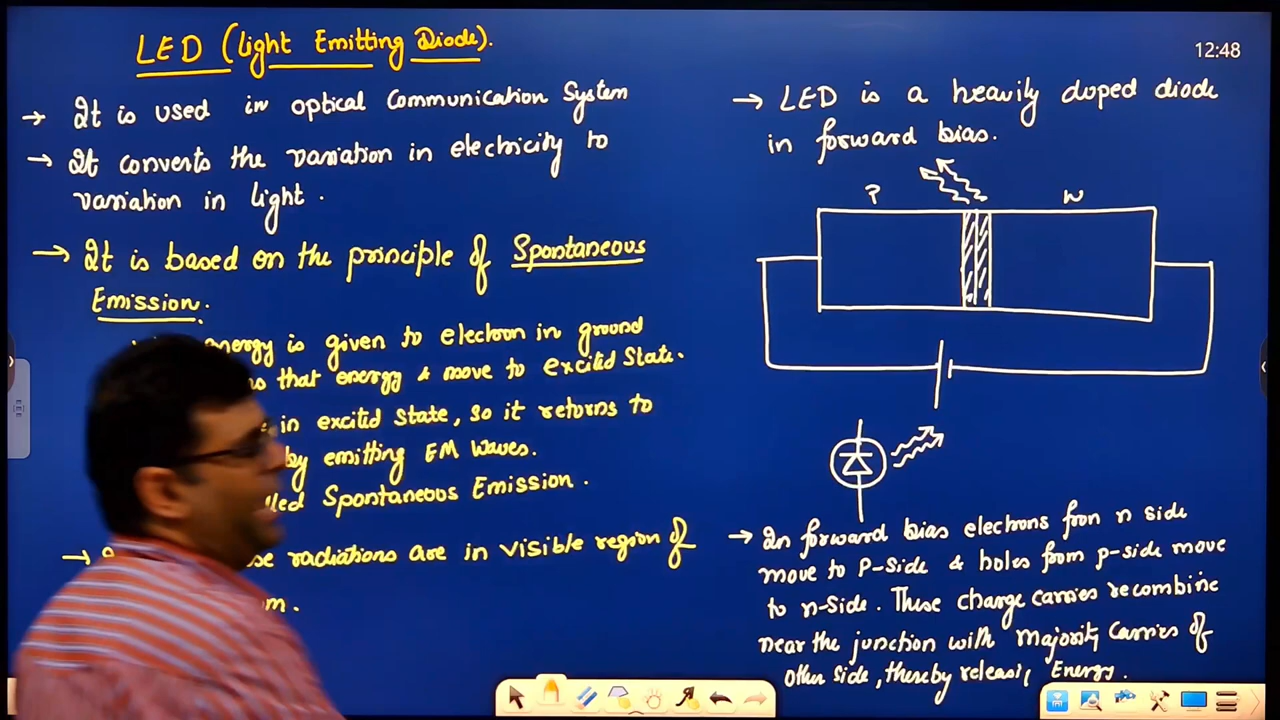 LED (Light Emitting Diode).
→ It is used in optical Communication System
→ It converts the variation in electricity to
variation in light.
→ It is based on the principle of Spontaneous
Emission.
energy is given to electron in ground
that energy & move to excited State.
in excited state, so it returns to
by emitting EM Waves.
Spontaneous Emission.
→ radiations are in visible region of
12:48
→ LED is a heavily doped diode
in forward bias.
P N
→ In forward bias electrons from n side
move to P-side & holes from p-side move
to n-side. These charge carries recombine
near the junction with majority carries of
other side, thereby releasi, Energy.